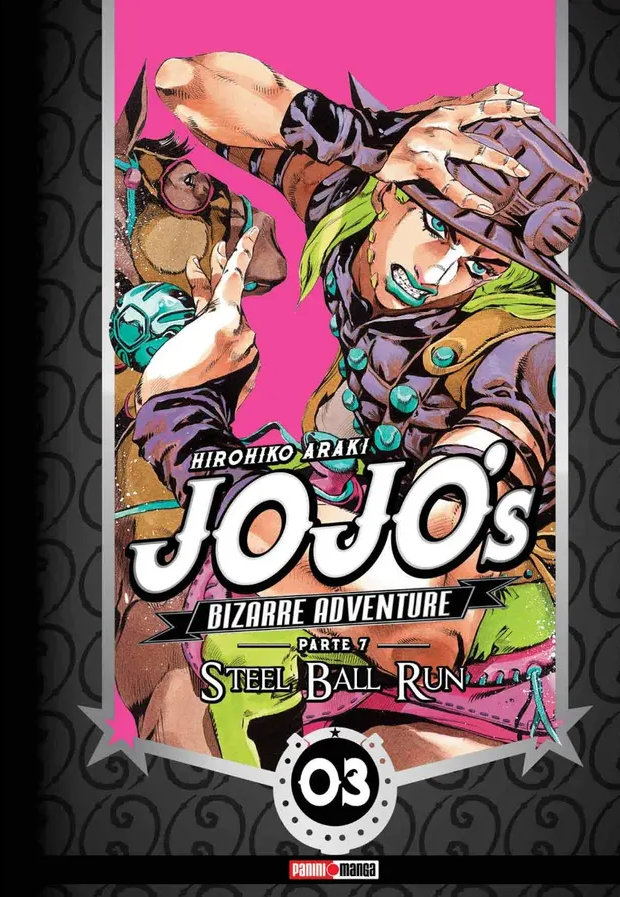 HIROHIKO ARAKI
JOJO's
BIZARRE ADVENTURE
PARTE 7
STEEL BALL RUN
03
PANINI MANGA